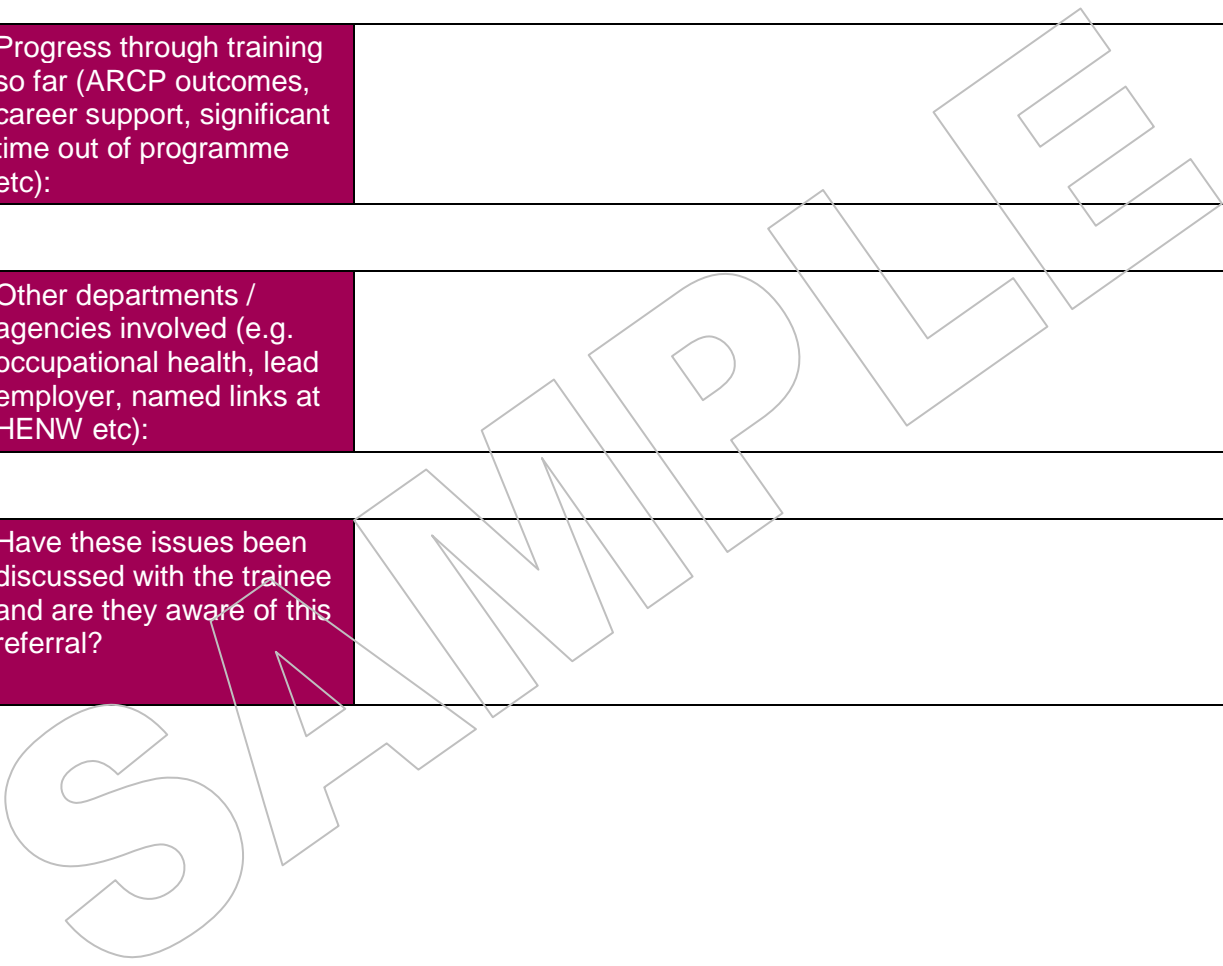 Progress through training
so far (ARCP outcomes,
career support, significant
time out of programme
etc):
Other departments /
agencies involved (e.g.
occupational health, lead
employer, named links at
HENW etc):
Have these issues been
discussed with the trainee
and are they aware of this
referral?
SAMPLE